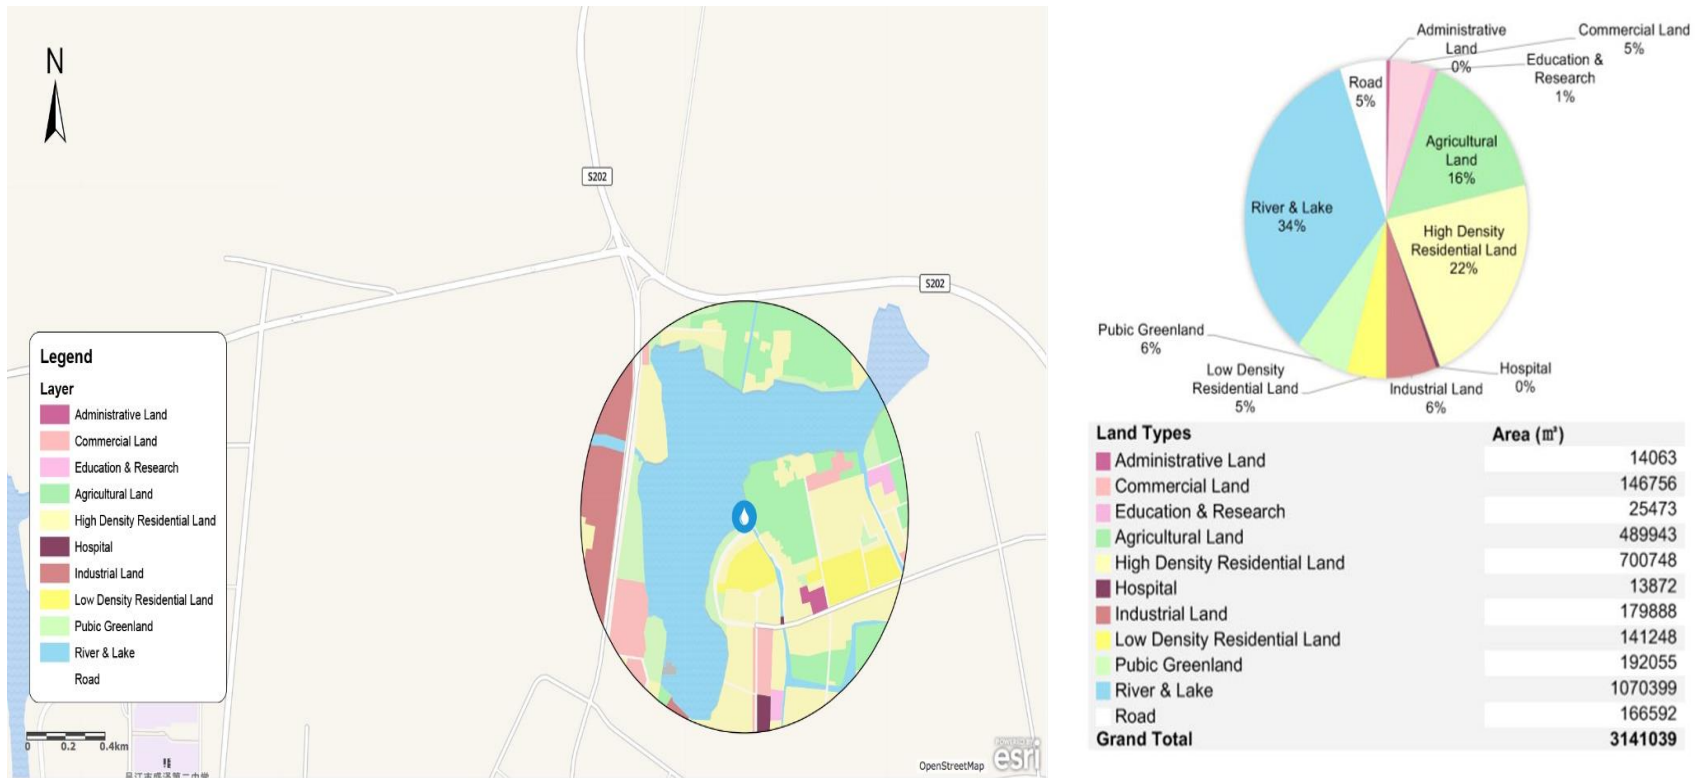 N
S202
S202
Legend
Layer
Administrative Land
Commercial Land
Education & Research
Agricultural Land
High Density Residential Land
Hospital
Industrial Land
Low Density Residential Land
Pubic Greenland
River & Lake
Road
0 0.2 0.4km
OpenStreetMap
POWERED BY
esri
Administrative
Land
0%
Commercial Land
5%
Education &
Research
1%
Road
5%
Agricultural
Land
16%
River & Lake
34%
High Density
Residential Land
22%
Pubic Greenland
6%
Low Density
Residential Land
5%
Industrial Land
6%
Hospital
0%
Land Types Area (㎡)
Administrative Land 14063
Commercial Land 146756
Education & Research 25473
Agricultural Land 489943
High Density Residential Land 700748
Hospital 13872
Industrial Land 179888
Low Density Residential Land 141248
Pubic Greenland 192055
River & Lake 1070399
Road 166592
Grand Total 3141039